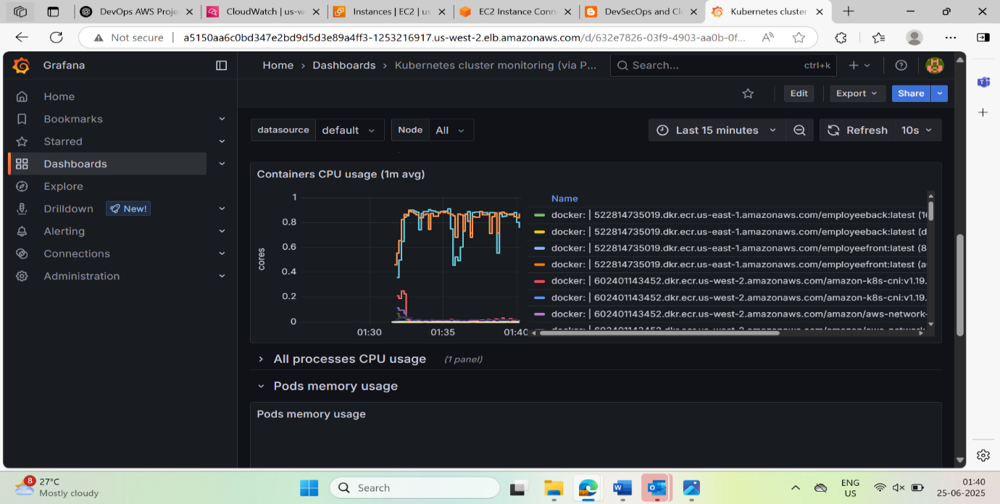 DevOps AWS Proje
CloudWatch | us-w
Instances | EC2 | us
EC2 Instance Conn
DevSecOps and Cl
Kubernetes cluster
Not secure
a5150aa6c0bd347e2bd9d5d3e89a4ff3-1253216917.us-west-2.elb.amazonaws.com/d/632e7826-03f9-4903-aa0b-0f...
Grafana
Home › Dashboards › Kubernetes cluster monitoring (via P...
Search...
ctrl+k
Home
Bookmarks
Starred
Dashboards
Explore
Drilldown
New!
Alerting
Connections
Administration
Edit
Export
Share
datasource
default
Node
All
Last 15 minutes
Refresh
10s
Containers CPU usage (1m avg)
cores
1
0.8
0.6
0.4
0.2
0
01:30
01:35
01:40
Name
docker: | 522814735019.dkr.ecr.us-east-1.amazonaws.com/employeeback:latest (1
docker: | 522814735019.dkr.ecr.us-east-1.amazonaws.com/employeeback:latest (d
docker: | 522814735019.dkr.ecr.us-east-1.amazonaws.com/employeefront:latest (8
docker: | 522814735019.dkr.ecr.us-east-1.amazonaws.com/employeefront:latest (a
docker: | 602401143452.dkr.ecr.us-west-2.amazonaws.com/amazon-k8s-cni:v1.19.
docker: | 602401143452.dkr.ecr.us-west-2.amazonaws.com/amazon-k8s-cni:v1.19.
docker: | 602401143452.dkr.ecr.us-west-2.amazonaws.com/amazon/aws-network-
All processes CPU usage (1 panel)
Pods memory usage
Pods memory usage
8
27°C
Mostly cloudy
Search
ENG
US
01:40
25-06-2025